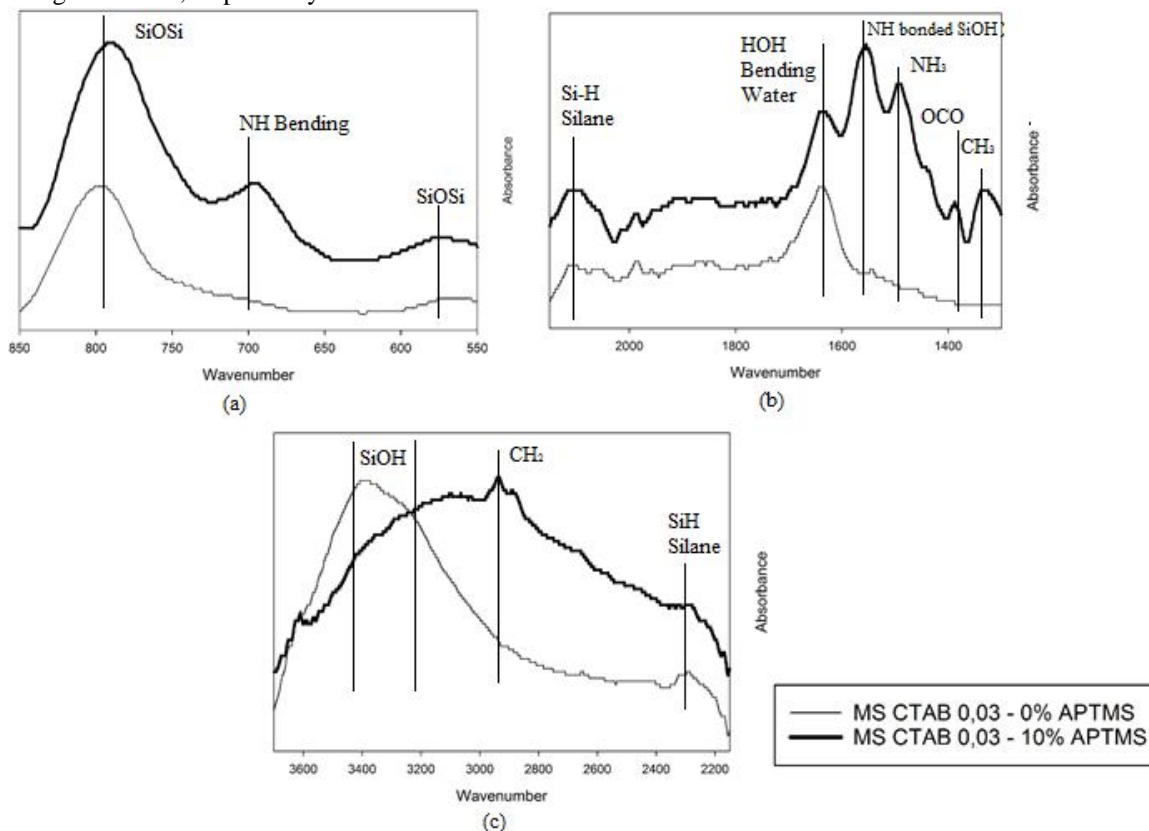 SiOSi
NH Bending
SiOSi
Absorbance
850 800 750 700 650 600 550
Wavenumber
(a)
NH bonded SiOH
HOH
Bending
Water
NH₃
Si-H
Silane
OCO
CH₃
Absorbance -
2000 1800 1600 1400
Wavenumber
(b)
SiOH
CH₂
SiH
Silane
Absorbance
3600 3400 3200 3000 2800 2600 2400 2200
Wavenumber
(c)
MS CTAB 0,03 - 0% APTMS
MS CTAB 0,03 - 10% APTMS